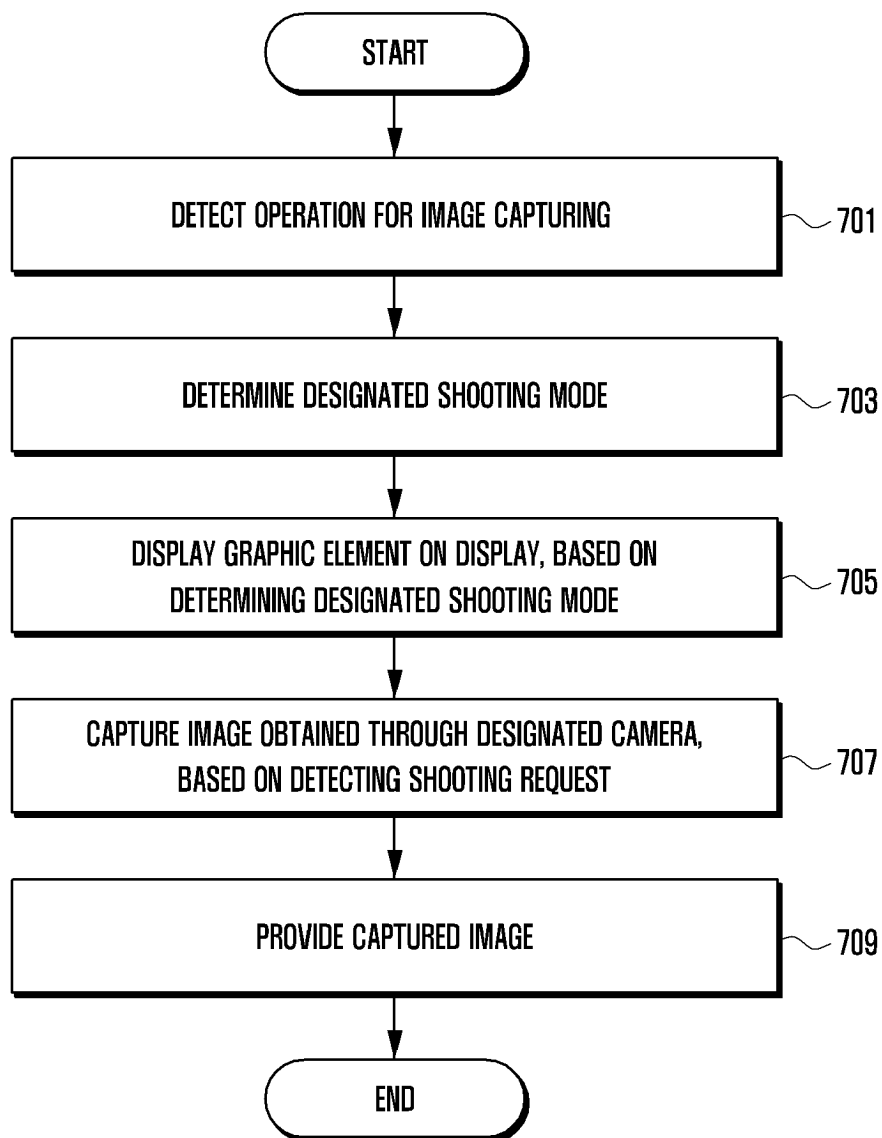 START
DETECT OPERATION FOR IMAGE CAPTURING
701
DETERMINE DESIGNATED SHOOTING MODE
703
DISPLAY GRAPHIC ELEMENT ON DISPLAY, BASED ON
DETERMINING DESIGNATED SHOOTING MODE
705
CAPTURE IMAGE OBTAINED THROUGH DESIGNATED CAMERA,
BASED ON DETECTING SHOOTING REQUEST
707
PROVIDE CAPTURED IMAGE
709
END